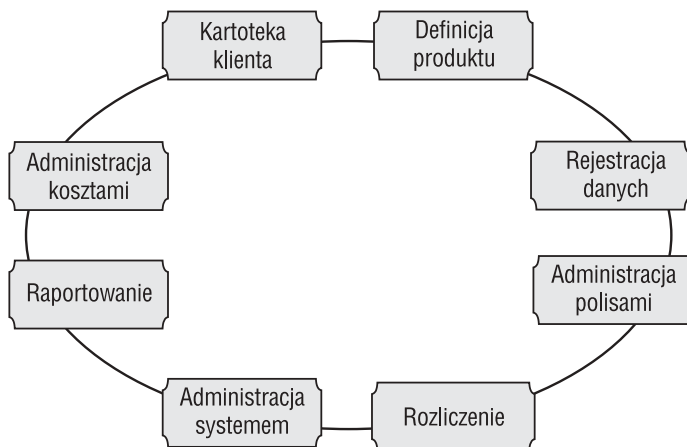 Kartoteka
klienta
Definicja
produktu
Administracja
kosztami
Rejestracja
danych
Raportowanie
Administracja
polisami
Administracja
systemem
Rozliczenie